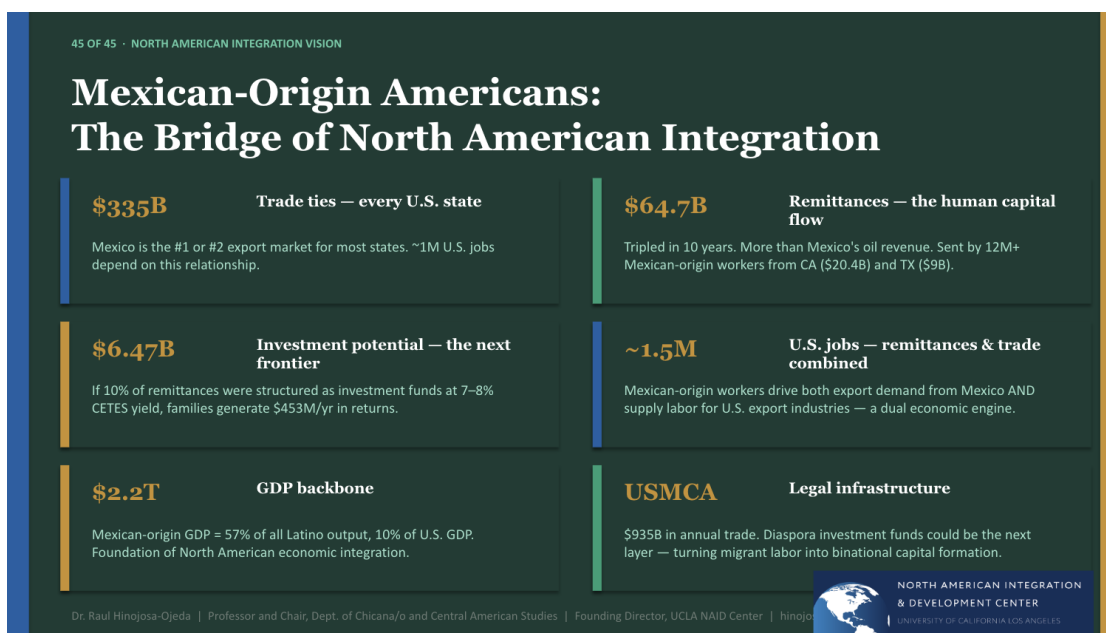 45 OF 45 · NORTH AMERICAN INTEGRATION VISION
Mexican-Origin Americans:
The Bridge of North American Integration
$335B
Trade ties — every U.S. state
Mexico is the #1 or #2 export market for most states. ~1M U.S. jobs
depend on this relationship.
$64.7B
Remittances — the human capital
flow
Tripled in 10 years. More than Mexico's oil revenue. Sent by 12M+
Mexican-origin workers from CA ($20.4B) and TX ($9B).
$6.47B
Investment potential — the next
frontier
If 10% of remittances were structured as investment funds at 7–8%
CETES yield, families generate $453M/yr in returns.
~1.5M
U.S. jobs — remittances & trade
combined
Mexican-origin workers drive both export demand from Mexico AND
supply labor for U.S. export industries — a dual economic engine.
$2.2T
GDP backbone
Mexican-origin GDP = 57% of all Latino output, 10% of U.S. GDP.
Foundation of North American economic integration.
USMCA
Legal infrastructure
$935B in annual trade. Diaspora investment funds could be the next
layer — turning migrant labor into binational capital formation.
Dr. Raul Hinojosa-Ojeda | Professor and Chair, Dept. of Chicana/o and Central American Studies | Founding Director, UCLA NAID Center |
NORTH AMERICAN INTEGRATION
& DEVELOPMENT CENTER
UNIVERSITY OF CALIFORNIA LOS ANGELES